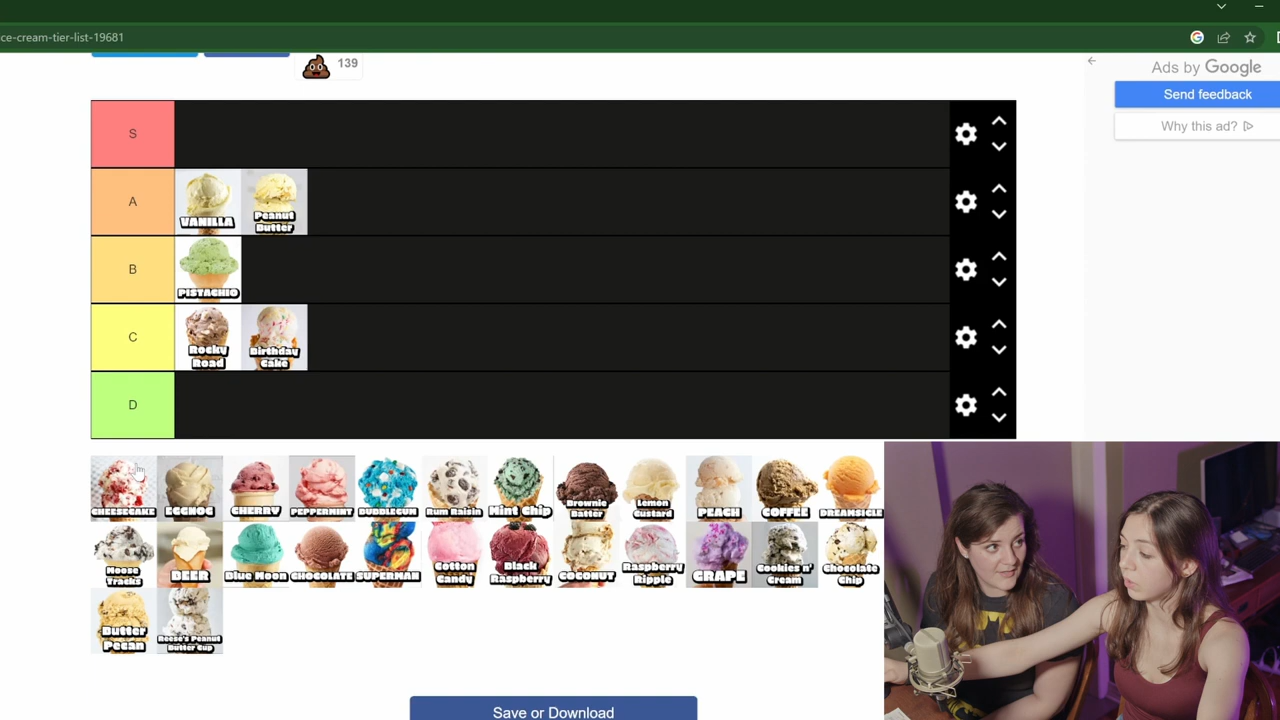 ce-cream-tier-list-19681
139
Ads by Google
Send feedback
Why this ad?
S
A
VANILLA
Peanut
Butter
B
PISTACHIO
C
Rocky
Road
Birthday
Cake
D
CHEESECAKE
EGGNOG
CHERRY
PEPPERMINT
BUBBLEGUM
Rum Raisin
Mint Chip
Brownie
Batter
Lemon
Custard
PEACH
COFFEE
DREAMSICLE
Moose
Tracks
BEER
Blue Moon
CHOCOLATE
SUPERMAN
Cotton
Candy
Black
Raspberry
COCONUT
Raspberry
Ripple
GRAPE
Cookies n'
Cream
Chocolate
Chip
Butter
Pecan
Reese's Peanut
Butter Cup
Save or Download